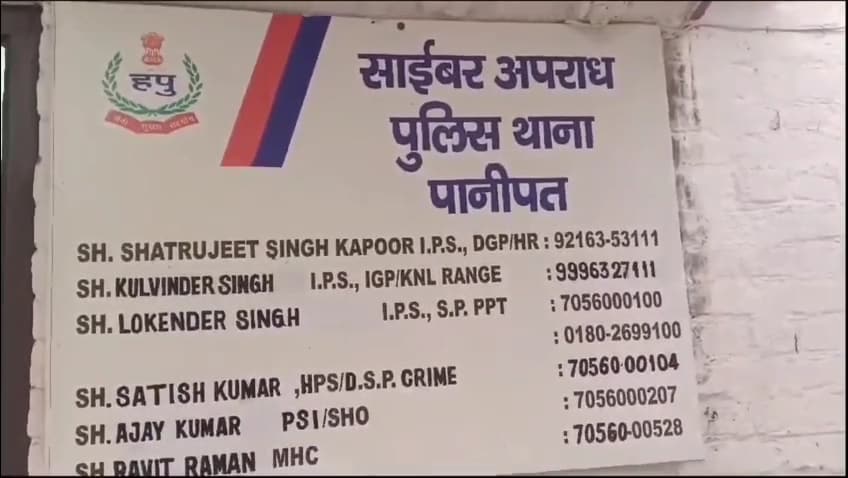 हपु
साईबर अपराध
पुलिस थाना
पानीपत
SH. SHATRUJEET SINGH KAPOOR I.P.S., DGP/HR : 92163-53111
SH. KULVINDER SINGH I.P.S., IGP/KNL RANGE : 9996327111
SH. LOKENDER SINGH I.P.S., S.P. PPT : 7056000100
: 0180-2699100
SH. SATISH KUMAR ,HPS/D.S.P. CRIME : 70560-00104
SH. AJAY KUMAR PSI/SHO : 7056000207
SH. RAVIT RAMAN MHC : 70560-00528